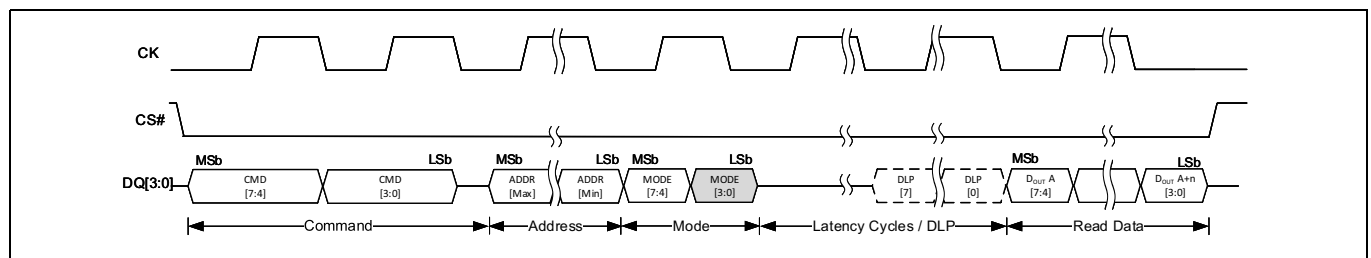 CK
CS#
MSb LSb MSb LSb MSb LSb MSb LSb
DQ[3:0] CMD [7:4] CMD [3:0] ADDR [Max] ADDR [Min] MODE [7:4] MODE [3:0] DLP [7] DLP [0] DOUT A [7:4] DOUT A+n [3:0]
Command Address Mode Latency Cycles / DLP Read Data